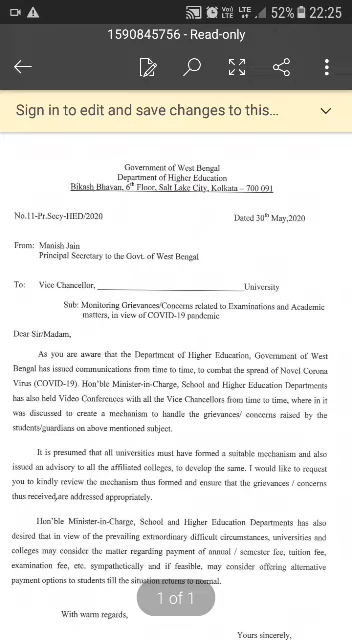 VoD LTE LTE 52% 22:25
1590845756 - Read-only
Sign in to edit and save changes to this...
Government of West Bengal
Department of Higher Education
Bikash Bhavan, 6th Floor, Salt Lake City, Kolkata – 700 091
No.11-Pr.Secy-HED/2020 Dated 30th May,2020
From: Manish Jain
Principal Secretary to the Govt. of West Bengal
To: Vice Chancellor, ______________________________University
Sub: Monitoring Grievances/Concerns related to Examinations and Academic
matters, in view of COVID-19 pandemic
Dear Sir/Madam,
As you are aware that the Department of Higher Education, Government of West
Bengal has issued communications from time to time, to combat the spread of Novel Corona
Virus (COVID-19). Hon'ble Minister-in-Charge, School and Higher Education Departments
has also held Video Conferences with all the Vice Chancellors from time to time, where in it
was discussed to create a mechanism to handle the grievances/ concerns raised by the
students/guardians on above mentioned subject.
It is presumed that all universities must have formed a suitable mechanism and also
issued an advisory to all the affiliated colleges, to develop the same. I would like to request
you to kindly review the mechanism thus formed and ensure that the grievances / concerns
thus received,are addressed appropriately.
Hon'ble Minister-in-Charge, School and Higher Education Departments has also
desired that in view of the prevailing extraordinary difficult circumstances, universities and
colleges may consider the matter regarding payment of annual / semester fee, tuition fee,
examination fee, etc. sympathetically and if feasible, may consider offering alternative
payment options to students till the situation returns to normal.
1 of 1
With warm regards,
Yours sincerely,